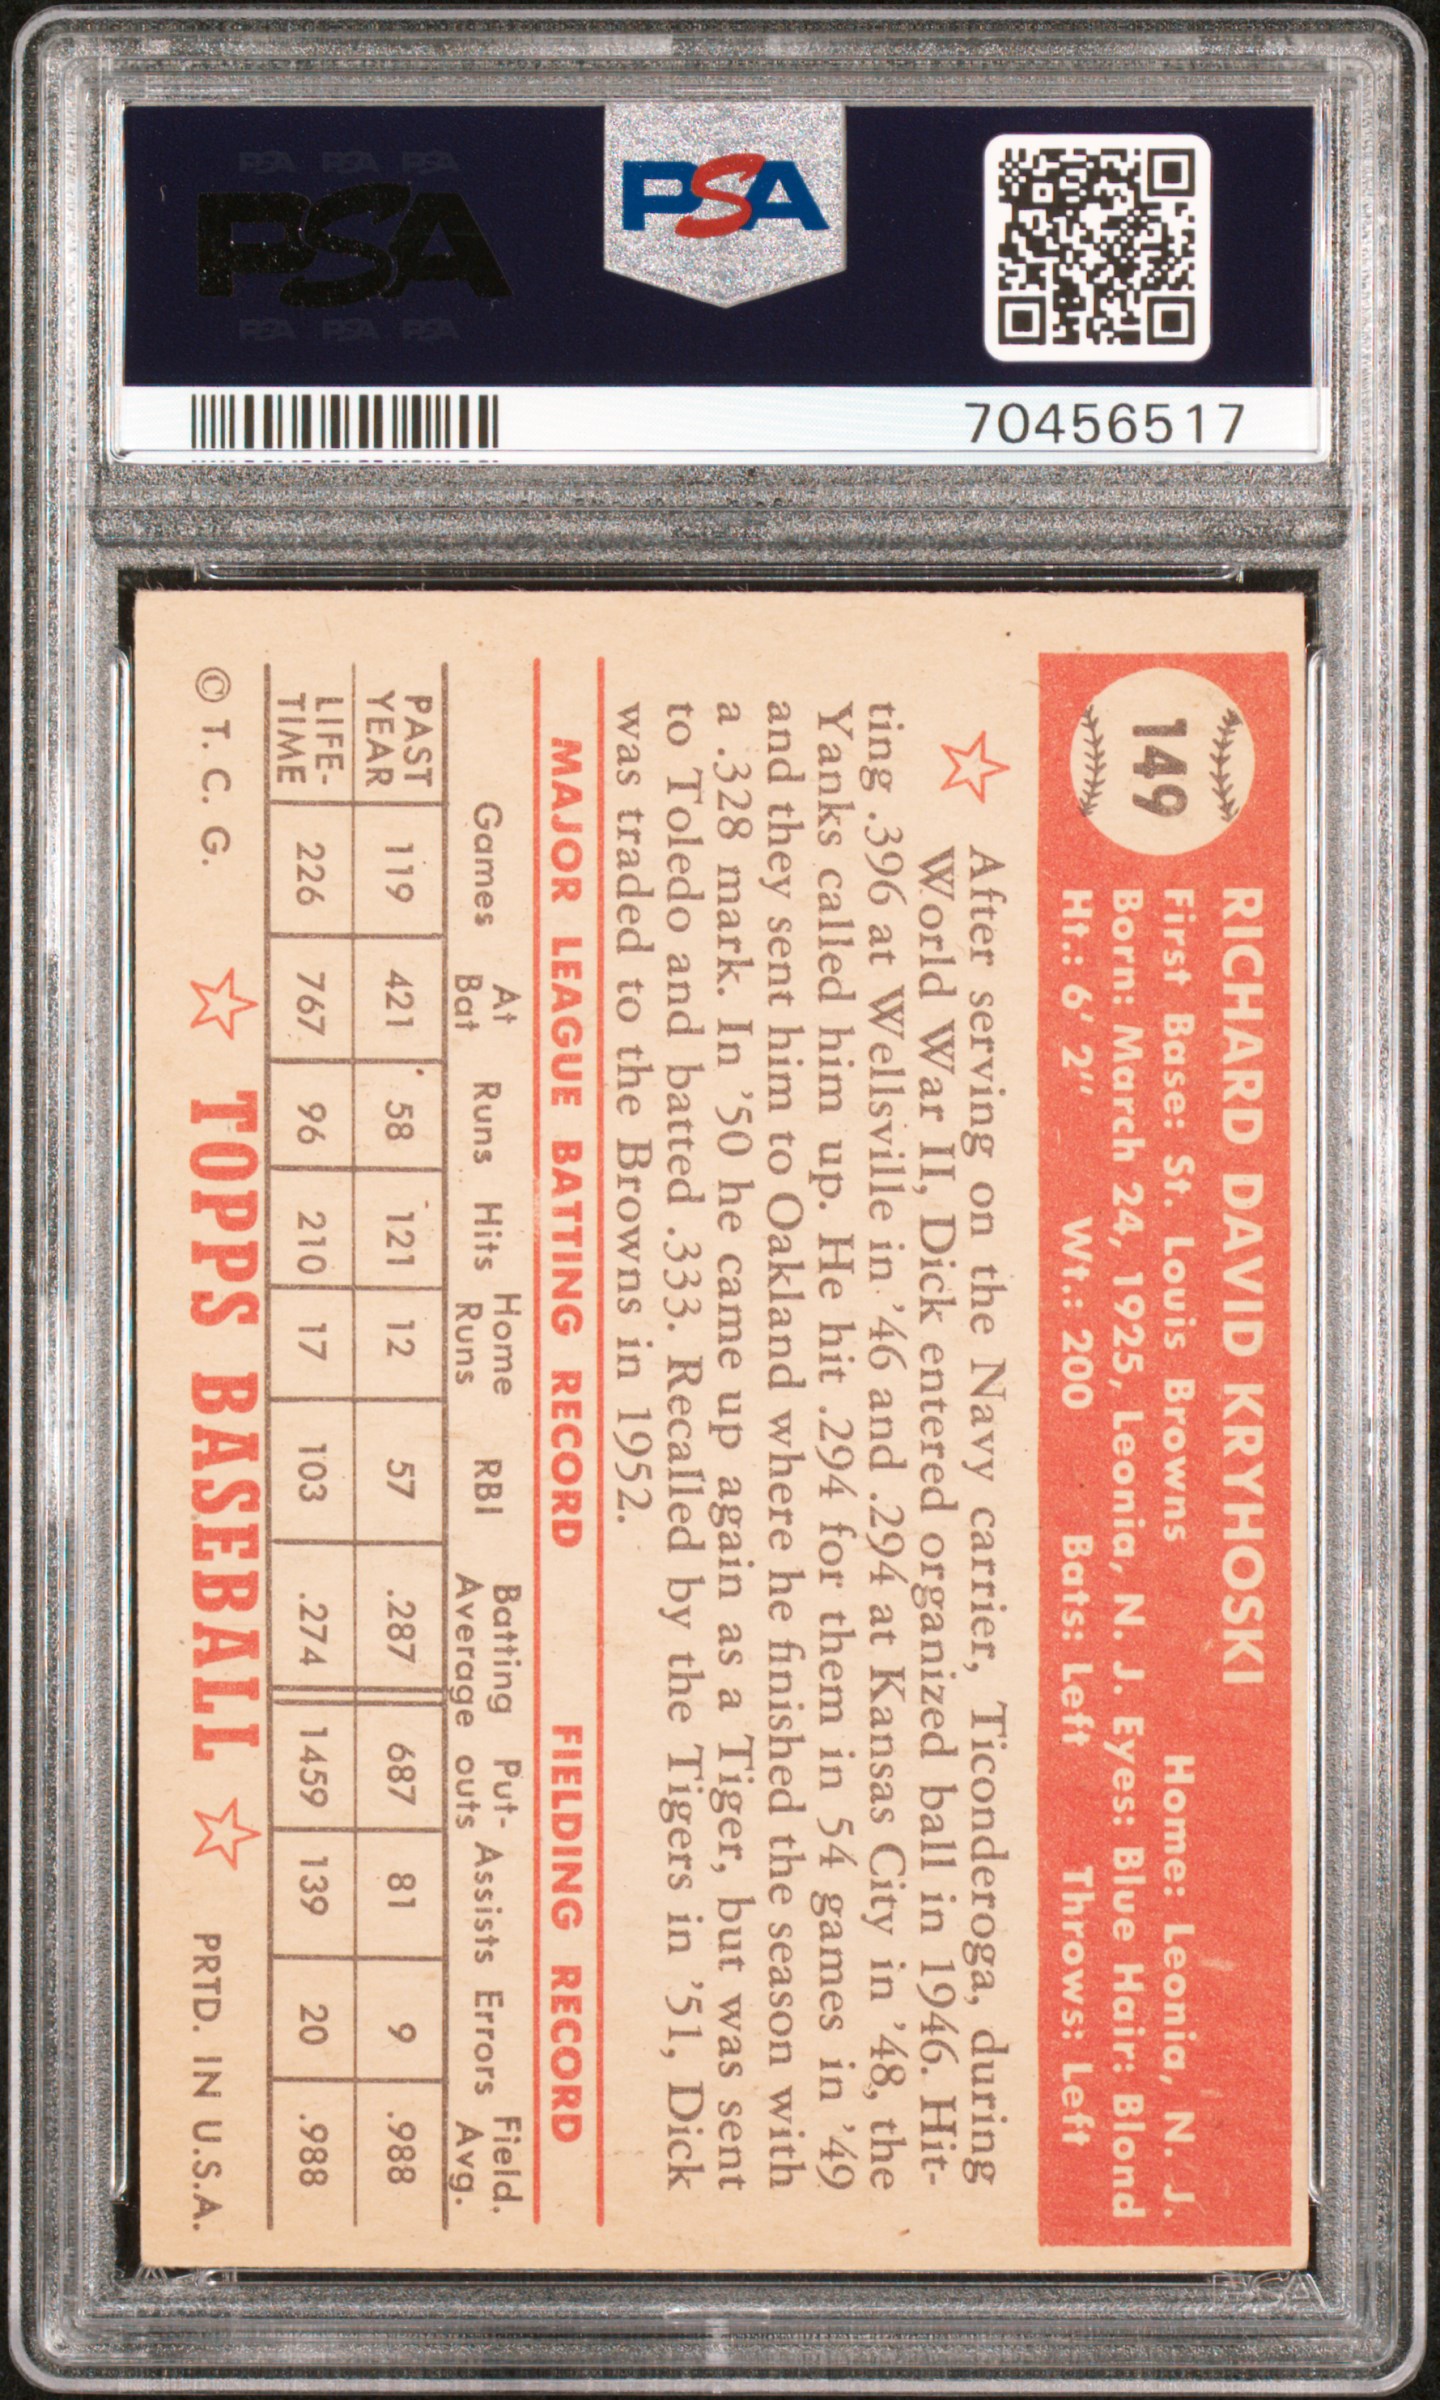 PSA PSA PSA
PSA
PSA PSA PSA
PSA
70456517
149
RICHARD DAVID KRYHOSKI
First Base: St. Louis Browns Home: Leonia, N. J.
Born: March 24, 1925, Leonia, N. J. Eyes: Blue Hair: Blond
Ht.: 6' 2" Wt.: 200 Bats: Left Throws: Left
After serving on the Navy carrier, Ticonderoga, during
World War II, Dick entered organized ball in 1946. Hit-
ting .396 at Wellsville in '46 and .294 at Kansas City in '48, the
Yanks called him up. He hit .294 for them in 54 games in '49
and they sent him to Oakland where he finished the season with
a .328 mark. In '50 he came up again as a Tiger, but was sent
to Toledo and batted .333. Recalled by the Tigers in '51, Dick
was traded to the Browns in 1952.
MAJOR LEAGUE BATTING RECORD FIELDING RECORD
Games At Bat Runs Hits Home Runs RBI Batting Average Put-outs Assists Errors Field. Avg.
PAST YEAR 119 421 58 121 12 57 .287 687 81 9 .988
LIFE-TIME 226 767 96 210 17 103 .274 1459 139 20 .988
© T. C. G. TOPPS BASEBALL PRTD. IN U.S.A.
PSA